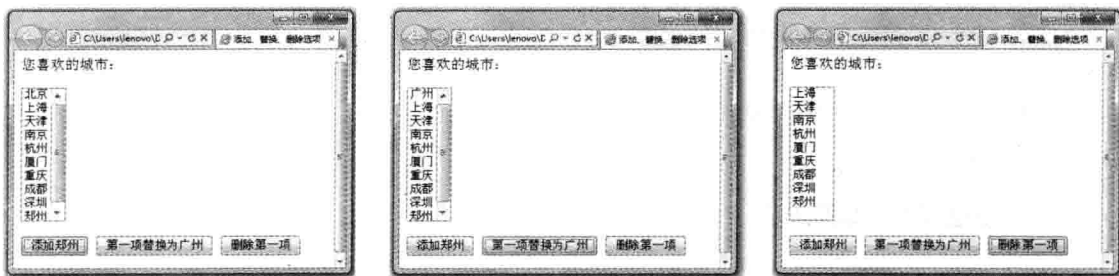 C:\Users\lenovo\D
添加、替换、删除选项 ×
您喜欢的城市:
北京
上海
天津
南京
杭州
厦门
重庆
成都
深圳
郑州
添加郑州 第一项替换为广州 删除第一项
C:\Users\lenovo\D
添加、替换、删除选项 ×
您喜欢的城市:
广州
上海
天津
南京
杭州
厦门
重庆
成都
深圳
郑州
添加郑州 第一项替换为广州 删除第一项
C:\Users\lenovo\D
添加、替换、删除选项 ×
您喜欢的城市:
上海
天津
南京
杭州
厦门
重庆
成都
深圳
郑州
添加郑州 第一项替换为广州 删除第一项